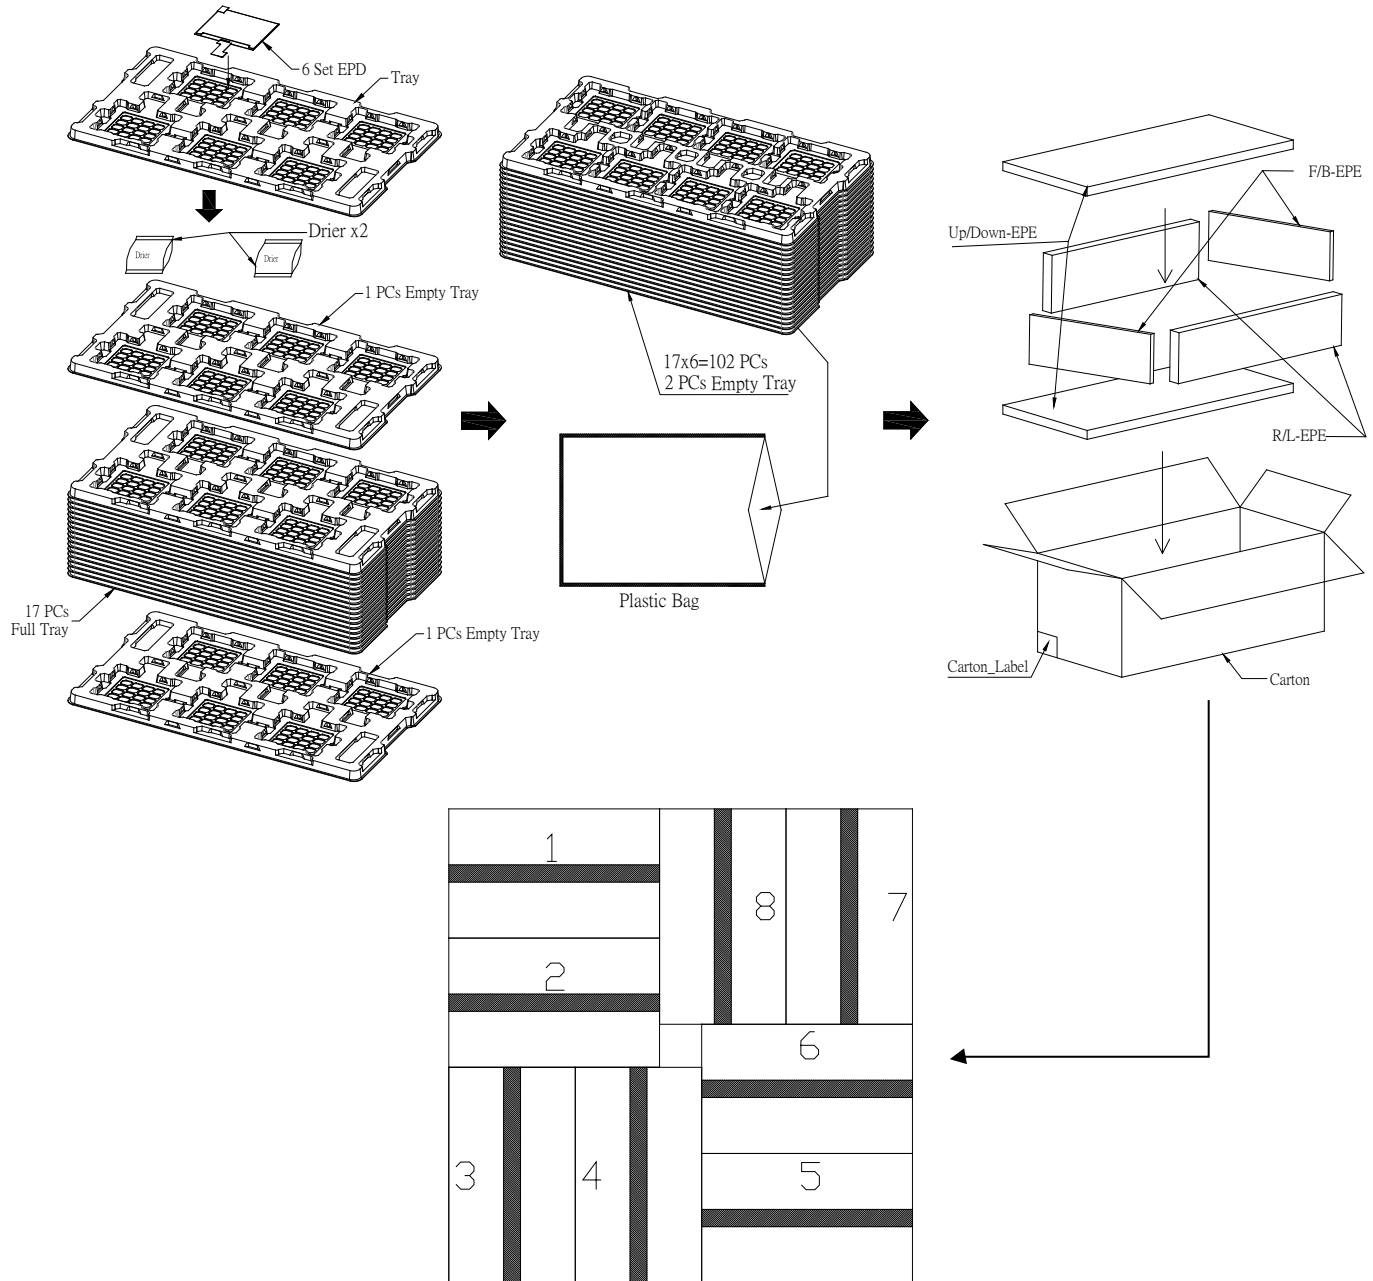 6 Set EPD
Tray
Drier x2
Drier
Drier
1 PCs Empty Tray
17 PCs
Full Tray
1 PCs Empty Tray
17x6=102 PCs
2 PCs Empty Tray
Plastic Bag
F/B-EPE
Up/Down-EPE
R/L-EPE
Carton_Label
Carton
1
8
7
2
6
3
4
5